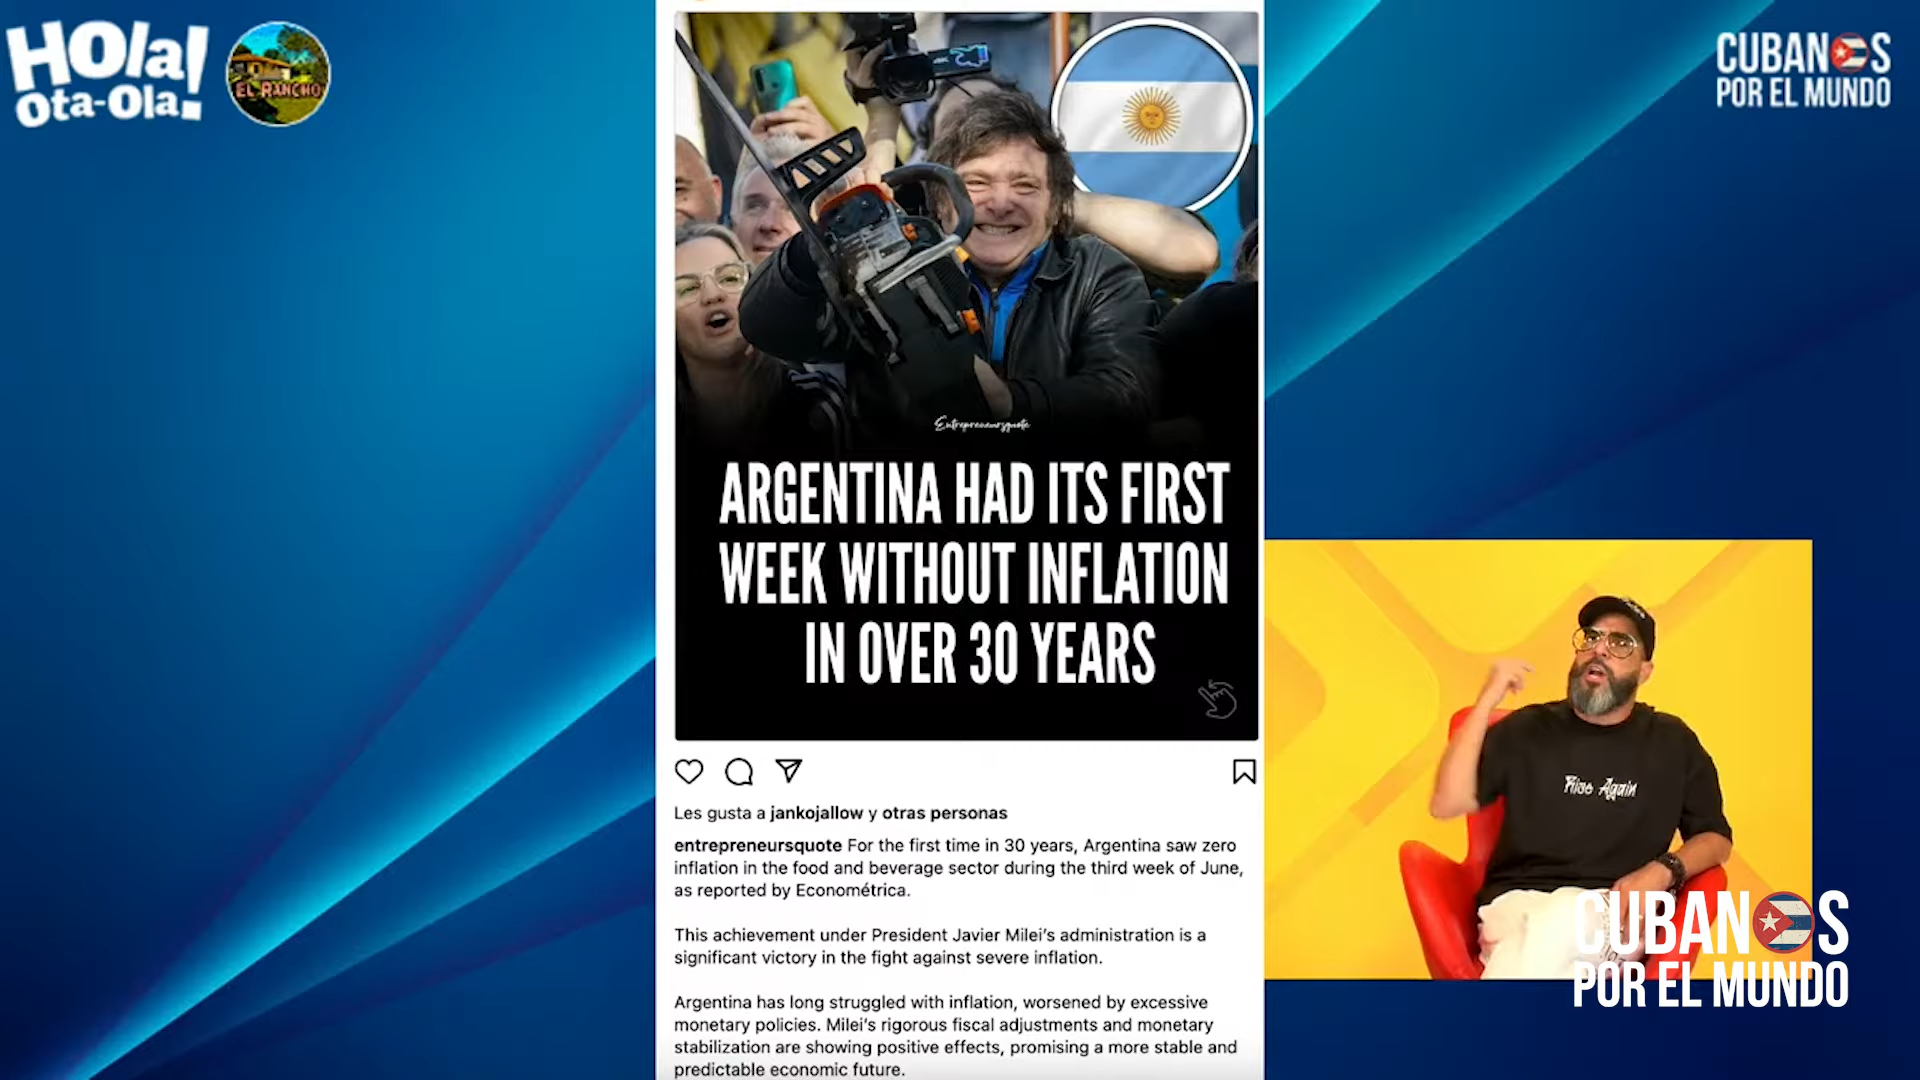 Hola!
Ota-Ola!
EL RANCHO
CUBANOS
POR EL MUNDO
Entrepreneursquote
ARGENTINA HAD ITS FIRST
WEEK WITHOUT INFLATION
IN OVER 30 YEARS
Les gusta a jankojallow y otras personas
entrepreneursquote For the first time in 30 years, Argentina saw zero
inflation in the food and beverage sector during the third week of June,
as reported by Econométrica.
This achievement under President Javier Milei's administration is a
significant victory in the fight against severe inflation.
Argentina has long struggled with inflation, worsened by excessive
monetary policies. Milei's rigorous fiscal adjustments and monetary
stabilization are showing positive effects, promising a more stable and
predictable economic future.
Rise Again
CUBANOS
POR EL MUNDO